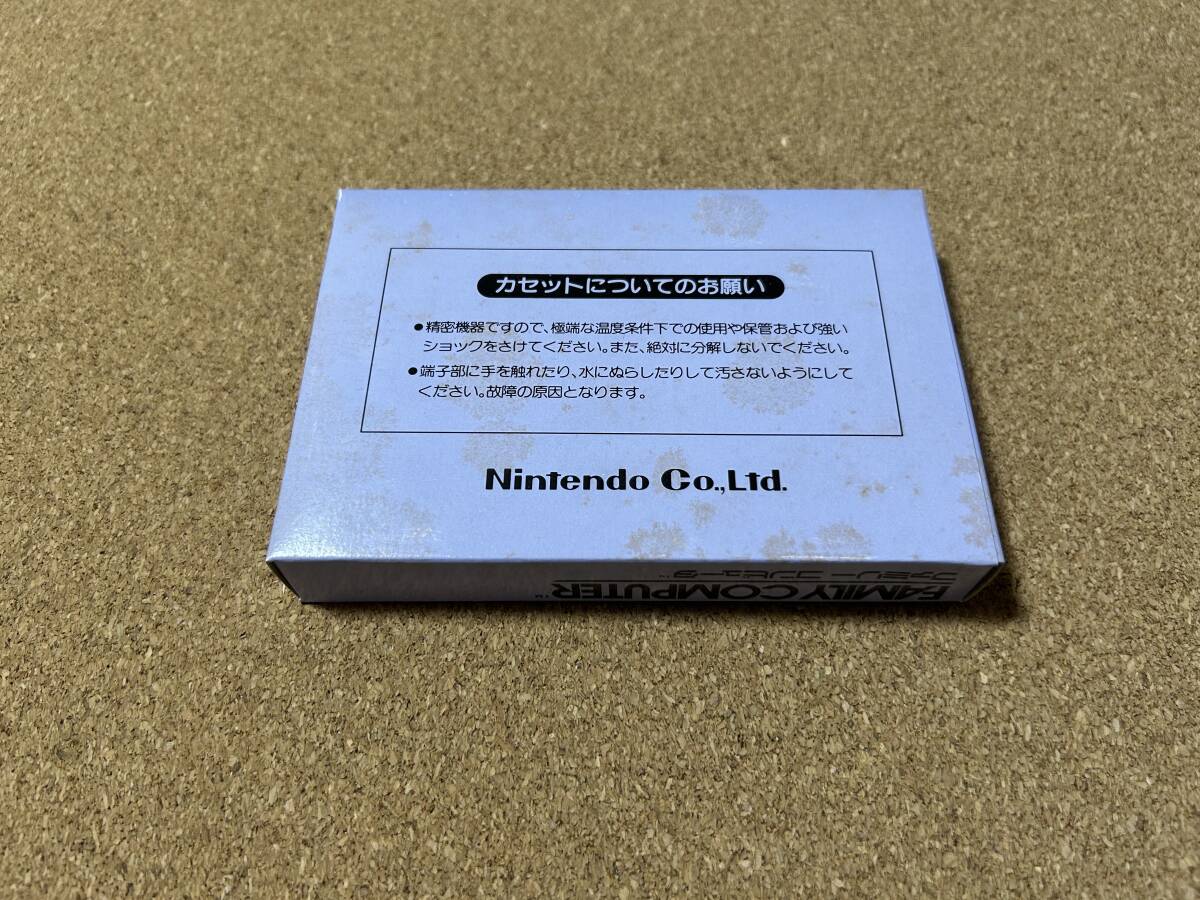 カセットについてのお願い
●精密機器ですので、極端な温度条件下での使用や保管および強い
ショックをさけてください。また、絶対に分解しないでください。
●端子部に手を触れたり、水にぬらしたりして汚さないようにして
ください。故障の原因となります。
Nintendo Co.,Ltd.
FAMILY COMPUTER™
ファミリー コンピュータ™